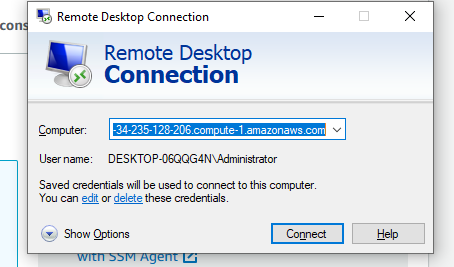 cons
Remote Desktop Connection
Remote Desktop
Connection
Computer:
-34-235-128-206.compute-1.amazonaws.com
User name:
DESKTOP-06QQG4N\Administrator
Saved credentials will be used to connect to this computer.
You can edit or delete these credentials.
Show Options
Connect
Help
with SSM Agent